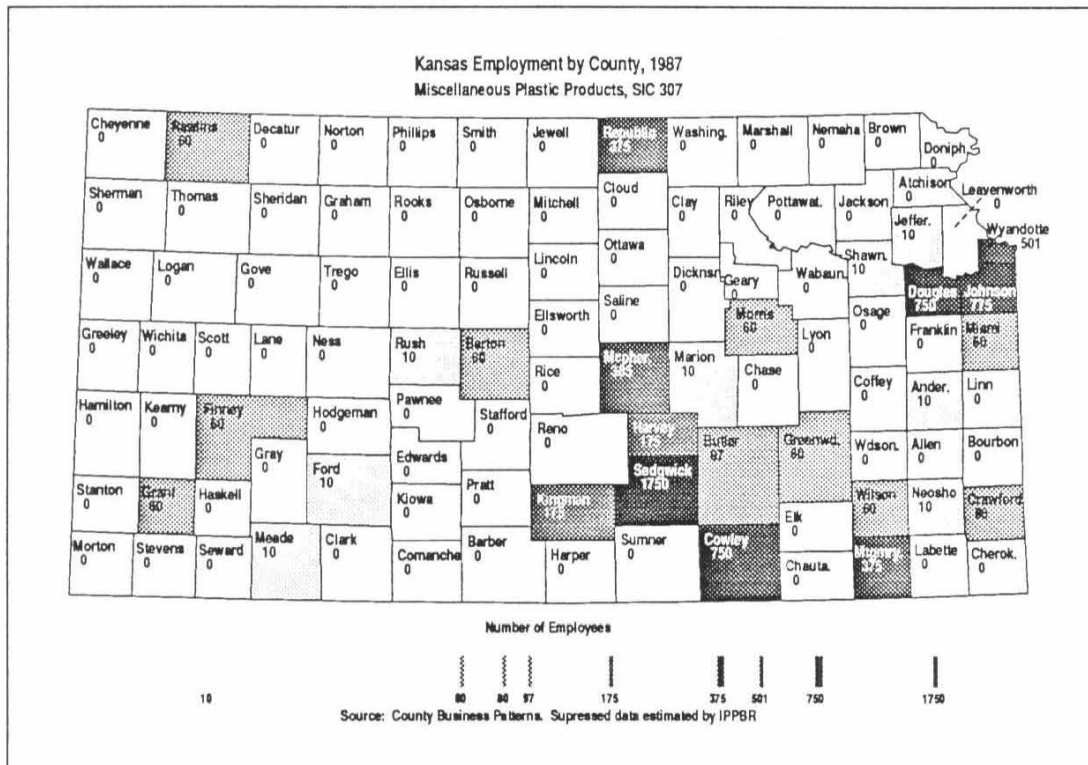 Kansas Employment by County, 1987
Miscellaneous Plastic Products, SIC 307
Cheyenne 0
Rawlins 60
Decatur 0
Norton 0
Phillips 0
Smith 0
Jewell 0
Republic 375
Washing. 0
Marshall 0
Nemaha 0
Brown 0
Doniph. 0
Sherman 0
Thomas 0
Sheridan 0
Graham 0
Rooks 0
Osborne 0
Mitchell 0
Cloud 0
Clay 0
Riley 0
Pottawat. 0
Jackson 0
Atchison 0
Leavenworth 0
Jeffer. 10
Wyandotte 501
Wallace 0
Logan 0
Gove 0
Trego 0
Ellis 0
Russell 0
Lincoln 0
Ottawa 0
Dicknsn 0
Geary 0
Wabaun. 0
Shawn. 10
Douglas 750
Johnson 775
Saline 0
Ellsworth 0
Morris 60
Osage 0
Franklin 0
Miami 60
Greeley 0
Wichita 0
Scott 0
Lane 0
Ness 0
Rush 10
Barton 60
Rice 0
Mcpher.
Marion 10
Chase 0
Lyon 0
Coffey 0
Ander. 10
Linn 0
Hamilton 0
Kearny 0
Finney 60
Hodgeman 0
Pawnee 0
Stafford 0
Reno 0
Harvey 175
Butler 97
Greenwd. 60
Wdson. 0
Allen 0
Bourbon 0
Gray 0
Ford 10
Edwards 0
Sedgwick 1750
Stanton 0
Grant 60
Haskell 0
Kiowa 0
Pratt 0
Kingman 175
Elk 0
Wilson 60
Neosho 10
Crawford
Morton 0
Stevens 0
Seward 0
Meade 10
Clark 0
Comanche 0
Barber 0
Harper 0
Sumner 0
Cowley 750
Chauta. 0
Mtgmry. 375
Labette 0
Cherok. 0
Number of Employees
10 175 375 501 750 1750
Source: County Business Patterns. Supressed data estimated by IPPBR